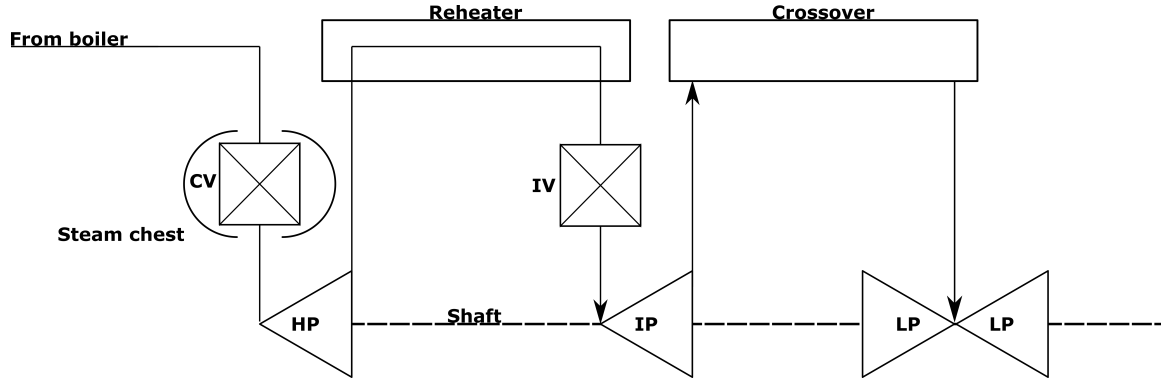 Reheater
Crossover
From boiler
CV
IV
Steam chest
Shaft
HP
IP
LP
LP